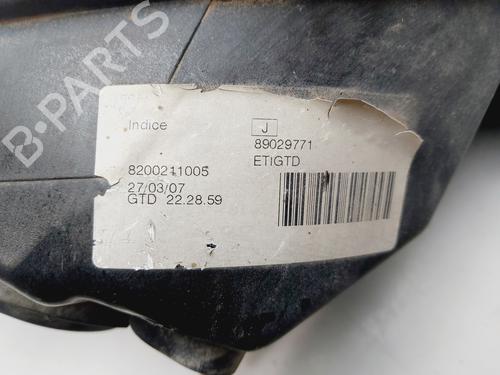 B-PARTS
Indice J
89029771
ETIGTD
8200211005
27/03/07
GTD 22.28.59